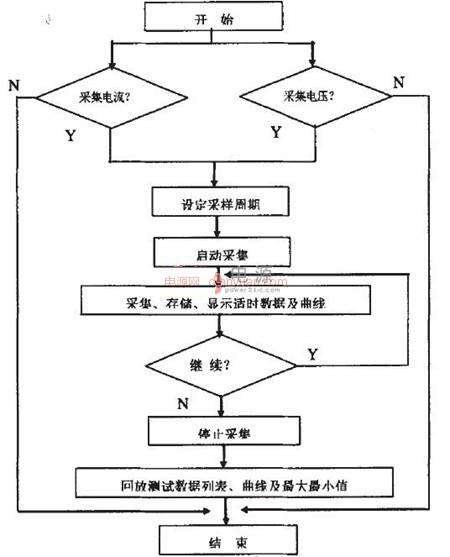 开 始
采集电流?
采集电压?
N
N
Y
Y
设定采样周期
启动采集
电源网
电源
采集、存储、显示适时数据及曲线
继 续?
Y
N
停止采集
回放测试数据列表、曲线及最大最小值
结 束